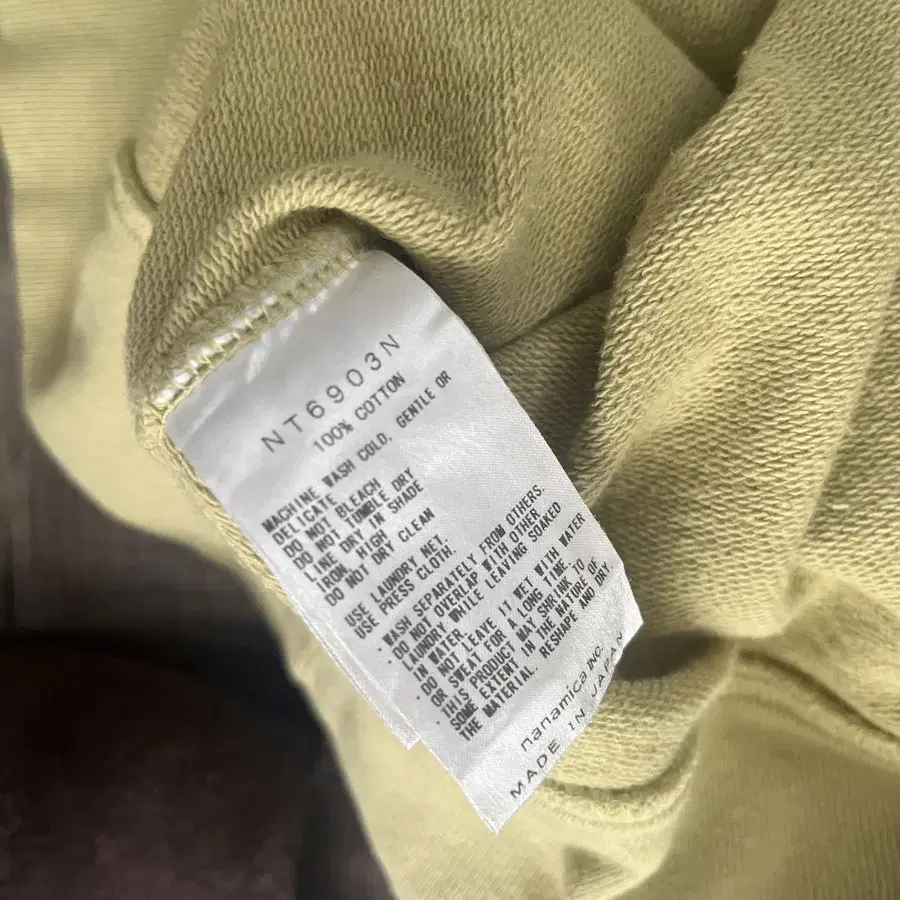 NT6903N
100% COTTON
MACHINE WASH COLD, GENTLE OR
DELICATE
DO NOT BLEACH
DO NOT TUMBLE DRY
LINE DRY IN SHADE
IRON, HIGH
DO NOT DRY CLEAN
USE LAUNDRY NET.
USE PRESS CLOTH.
・WASH SEPARATELY FROM OTHERS.
・DO NOT OVERLAP WITH OTHER
LAUNDRY WHILE LEAVING SOAKED
IN WATER.
・DO NOT LEAVE IT WET WITH WATER
OR SWEAT FOR A LONG TIME.
・THIS PRODUCT MAY SHRINK TO
SOME EXTENT IN THE NATURE OF
THE MATERIAL. RESHAPE AND DRY.
nanamica INC.
MADE IN JAPAN